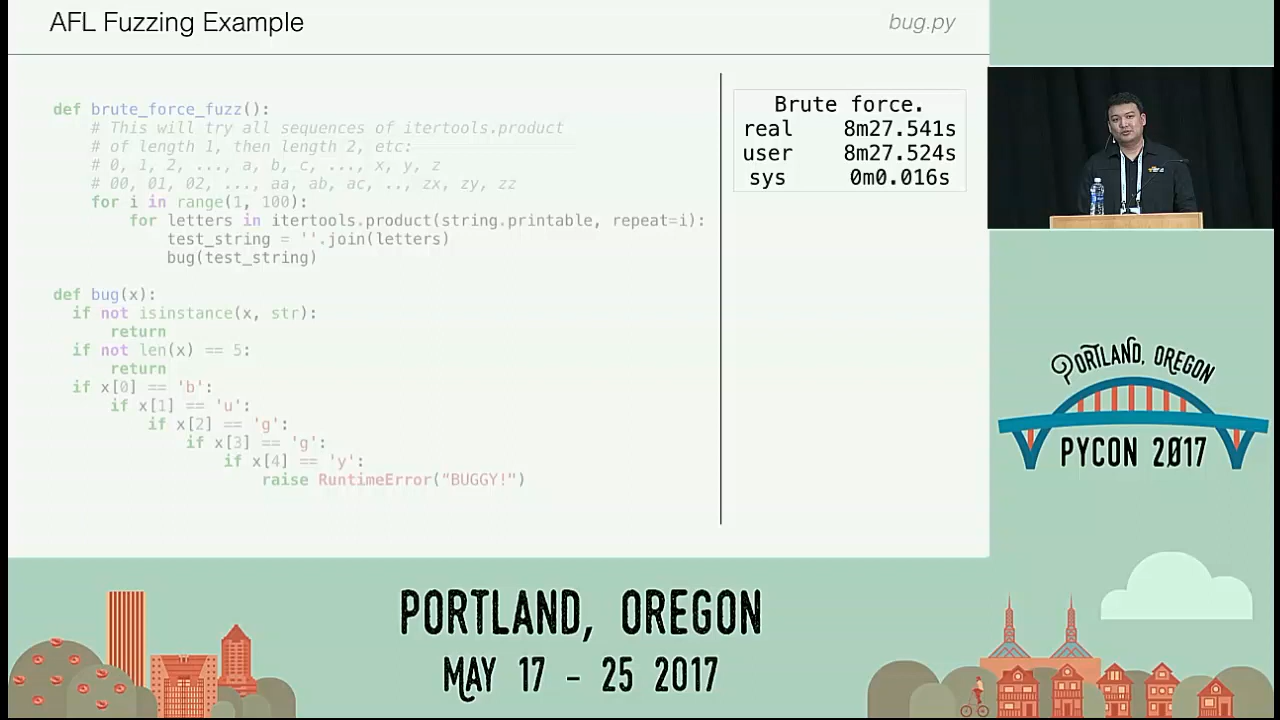 AFL Fuzzing Example
bug.py
def brute_force_fuzz():
# This will try all sequences of itertools.product
# of length 1, then length 2, etc:
# 0, 1, 2, ..., a, b, c, ..., x, y, z
# 00, 01, 02, ..., aa, ab, ac, .., zx, zy, zz
for i in range(1, 100):
for letters in itertools.product(string.printable, repeat=i):
test_string = ''.join(letters)
bug(test_string)
def bug(x):
if not isinstance(x, str):
return
if not len(x) == 5:
return
if x[0] == 'b':
if x[1] == 'u':
if x[2] == 'g':
if x[3] == 'g':
if x[4] == 'y':
raise RuntimeError("BUGGY!")
Brute force.
real 8m27.541s
user 8m27.524s
sys 0m0.016s
PORTLAND, OREGON
PYCON 2017
PORTLAND, OREGON
MAY 17 - 25 2017